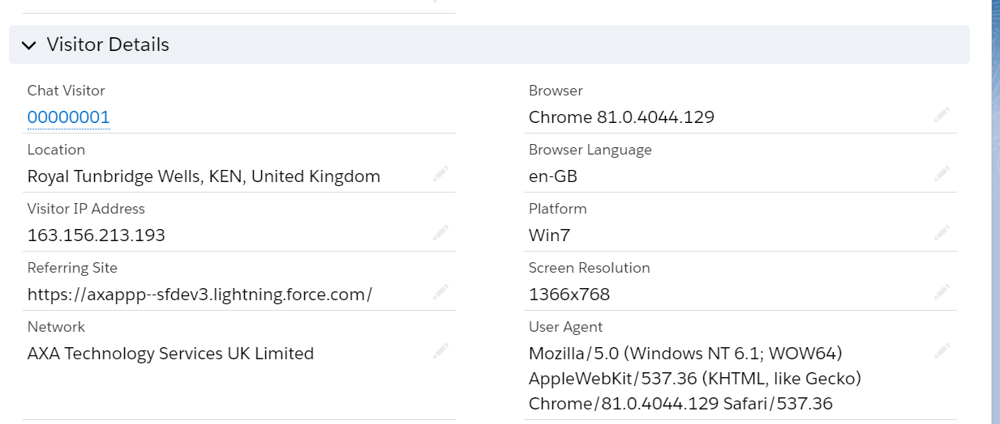 Visitor Details
Chat Visitor
00000001
Browser
Chrome 81.0.4044.129
Location
Royal Tunbridge Wells, KEN, United Kingdom
Browser Language
en-GB
Visitor IP Address
163.156.213.193
Platform
Win7
Referring Site
https://axappp--sfdev3.lightning.force.com/
Screen Resolution
1366x768
Network
AXA Technology Services UK Limited
User Agent
Mozilla/5.0 (Windows NT 6.1; WOW64)
AppleWebKit/537.36 (KHTML, like Gecko)
Chrome/81.0.4044.129 Safari/537.36